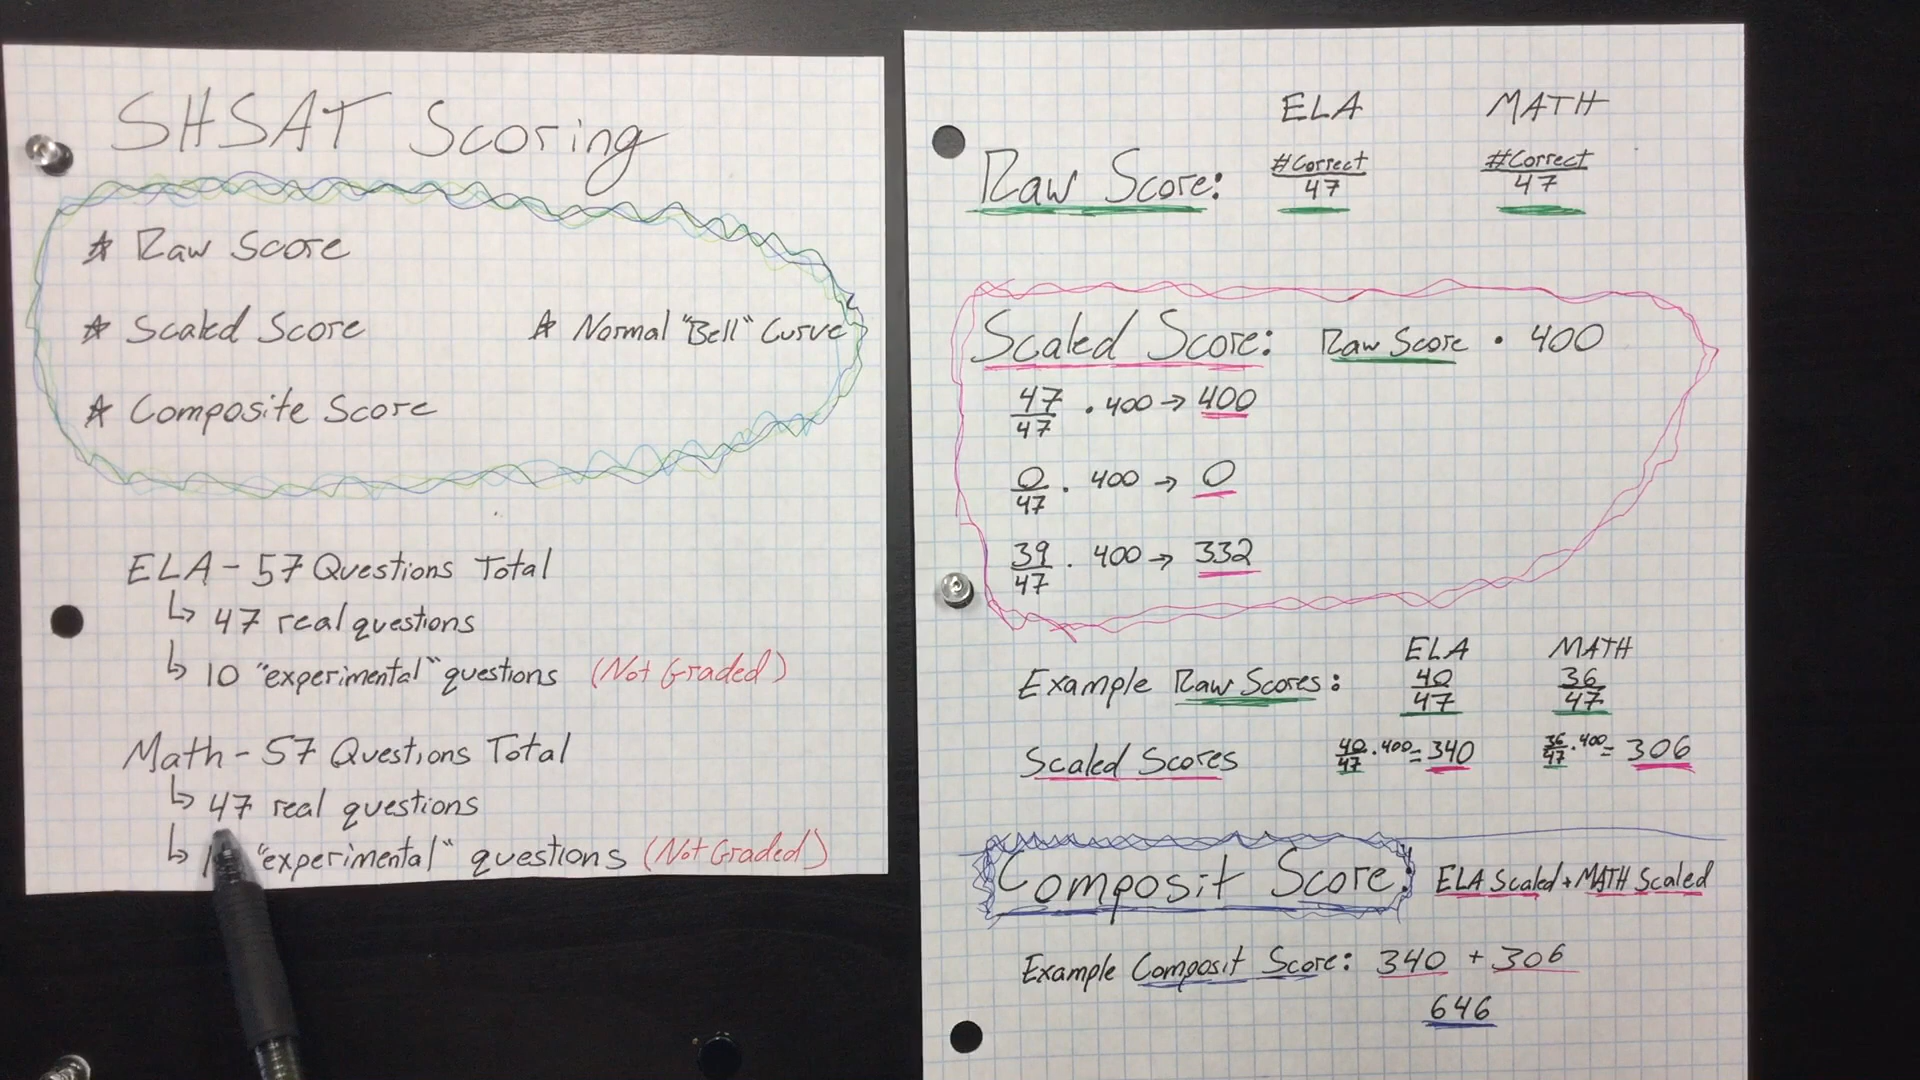 SHSAT Scoring
☆ Raw Score
☆ Scaled Score ☆ Normal "Bell" Curve
☆ Composite Score
ELA - 57 Questions Total
↳ 47 real questions
↳ 10 "experimental" questions (Not Graded)
Math - 57 Questions Total
↳ 47 real questions
↳ "experimental" questions (Not Graded)
ELA MATH
Raw Score: #Correct/47 #Correct/47
Scaled Score: Raw Score • 400
47/47 • 400 → 400
0/47 • 400 → 0
39/47 • 400 → 332
ELA MATH
Example Raw Scores: 40/47 36/47
Scaled Scores 40/47 • 400 = 340 36/47 • 400 = 306
Composit Score: ELA Scaled + MATH Scaled
Example Composit Score: 340 + 306
646